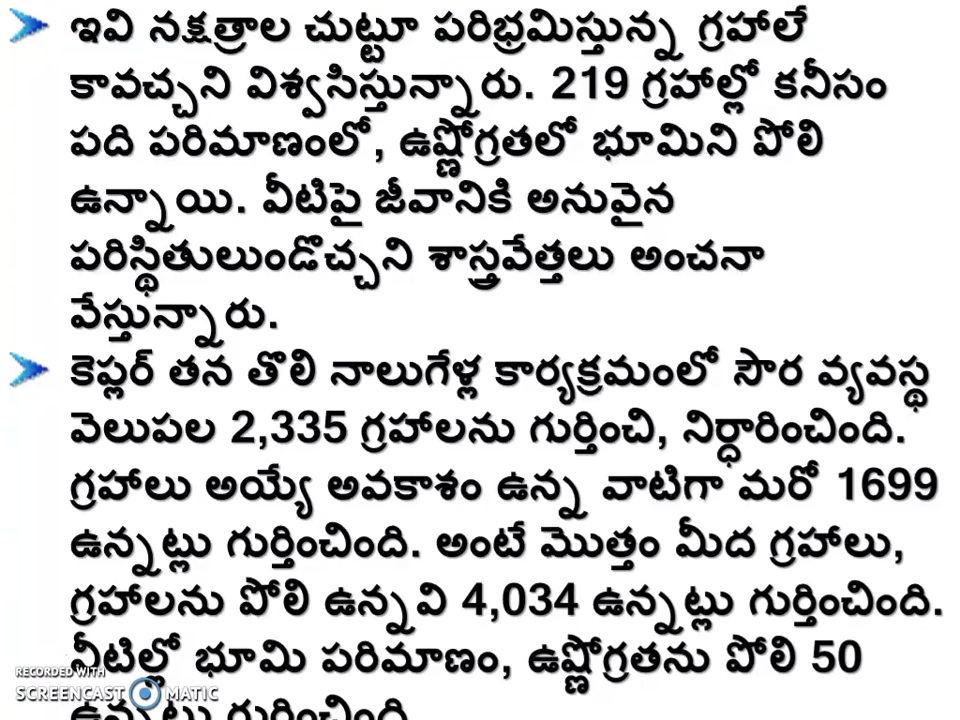 ఇవి నక్షత్రాల చుట్టూ పరిభ్రమిస్తున్న గ్రహాలే
కావచ్చని విశ్వసిస్తున్నారు. 219 గ్రహాల్లో కనీసం
పది పరిమాణంలో, ఉష్ణోగ్రతలో భూమిని పోలి
ఉన్నాయి. వీటిపై జీవానికి అనువైన
పరిస్థితులుండొచ్చని శాస్త్రవేత్తలు అంచనా
వేస్తున్నారు.
కెప్లర్ తన తొలి నాలుగేళ్ల కార్యక్రమంలో సౌర వ్యవస్థ
వెలుపల 2,335 గ్రహాలను గుర్తించి, నిర్ధారించింది.
గ్రహాలు అయ్యే అవకాశం ఉన్న వాటిగా మరో 1699
ఉన్నట్లు గుర్తించింది. అంటే మొత్తం మీద గ్రహాలు,
గ్రహాలను పోలి ఉన్నవి 4,034 ఉన్నట్లు గుర్తించింది.
వీటిల్లో భూమి పరిమాణం, ఉష్ణోగ్రతను పోలి 50
ఉన్నట్లు గుర్తించింది.
RECORDED WITH
SCREENCAST MATIC